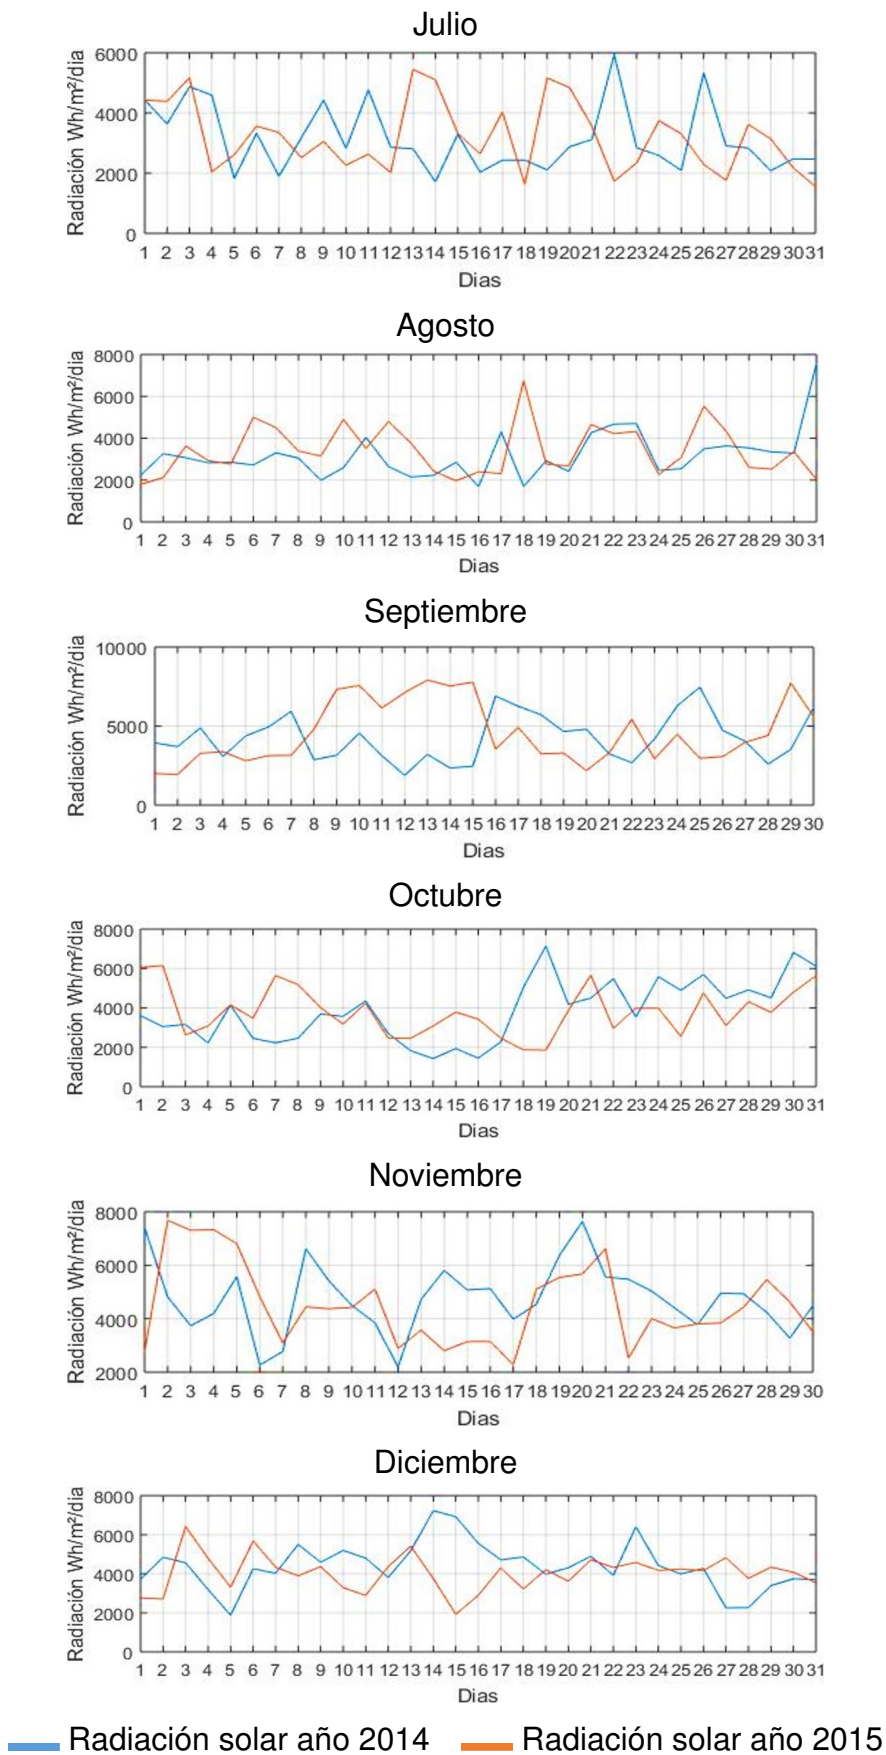 Julio
Radiación Wh/m²/dia
6000
4000
2000
0
1 2 3 4 5 6 7 8 9 10 11 12 13 14 15 16 17 18 19 20 21 22 23 24 25 26 27 28 29 30 31
Dias
Agosto
Radiación Wh/m²/dia
8000
6000
4000
2000
0
1 2 3 4 5 6 7 8 9 10 11 12 13 14 15 16 17 18 19 20 21 22 23 24 25 26 27 28 29 30 31
Dias
Septiembre
Radiación Wh/m²/dia
10000
5000
0
1 2 3 4 5 6 7 8 9 10 11 12 13 14 15 16 17 18 19 20 21 22 23 24 25 26 27 28 29 30
Dias
Octubre
Radiación Wh/m²/dia
8000
6000
4000
2000
0
1 2 3 4 5 6 7 8 9 10 11 12 13 14 15 16 17 18 19 20 21 22 23 24 25 26 27 28 29 30 31
Dias
Noviembre
Radiación Wh/m²/dia
8000
6000
4000
2000
1 2 3 4 5 6 7 8 9 10 11 12 13 14 15 16 17 18 19 20 21 22 23 24 25 26 27 28 29 30
Dias
Diciembre
Radiación Wh/m²/dia
8000
6000
4000
2000
0
1 2 3 4 5 6 7 8 9 10 11 12 13 14 15 16 17 18 19 20 21 22 23 24 25 26 27 28 29 30 31
Dias
Radiación solar año 2014 Radiación solar año 2015